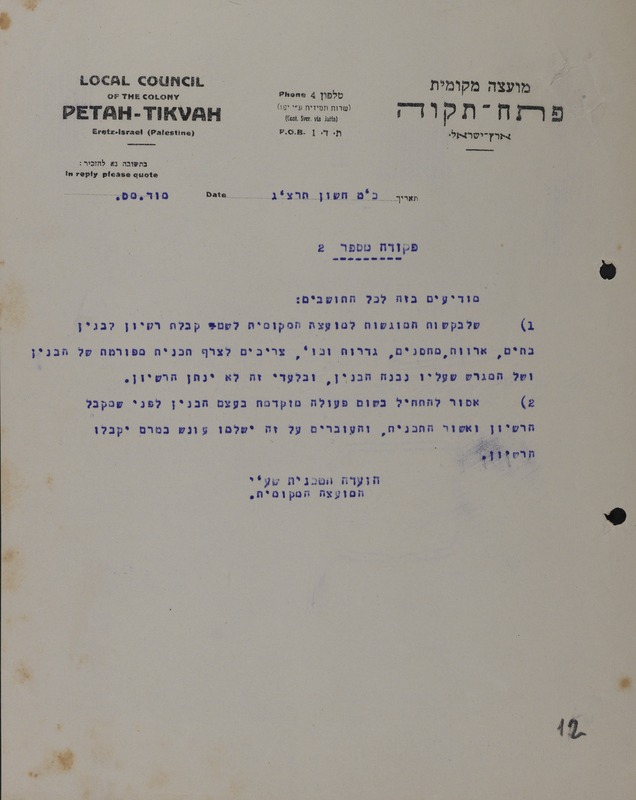 LOCAL COUNCIL
OF THE COLONY
PETAH-TIKVAH
Eretz-Israel (Palestine)
Phone 4 טלפון
(שרות תמידית ע״י יפו)
(Cont. Serv. via Jaffa)
P.O.B. 1 ת. ד.
מועצה מקומית
פתח-תקוה
ארץ-ישראל
בתשובה נא להזכיר:
In reply please quote
Date כ"ט חשון תרצ"ג תאריך
פקודה מספר 2
מודיעים בזה לכל התושבים:
1) שלבקשות המוגשות למועצה המקומית לשם קבלת רשיון לבנין
בתים, ארוות, מחסנים, גדרות וכו', צריכים לצרף תכנית מפורטת של הבנין
ושל המגרש שעליו נבנה הבנין, ובלעדי זה לא ינתן הרשיון.
2) אסור להתחיל בשום פעולה מוקדמת בעצם הבנין לפני שמקבל
הרשיון ואשור התכנית, והעוברים על זה ישלמו עונש בטרם יקבלו
הרשיון.
הועדה הטכנית שע"י
המועצה המקומית.
12